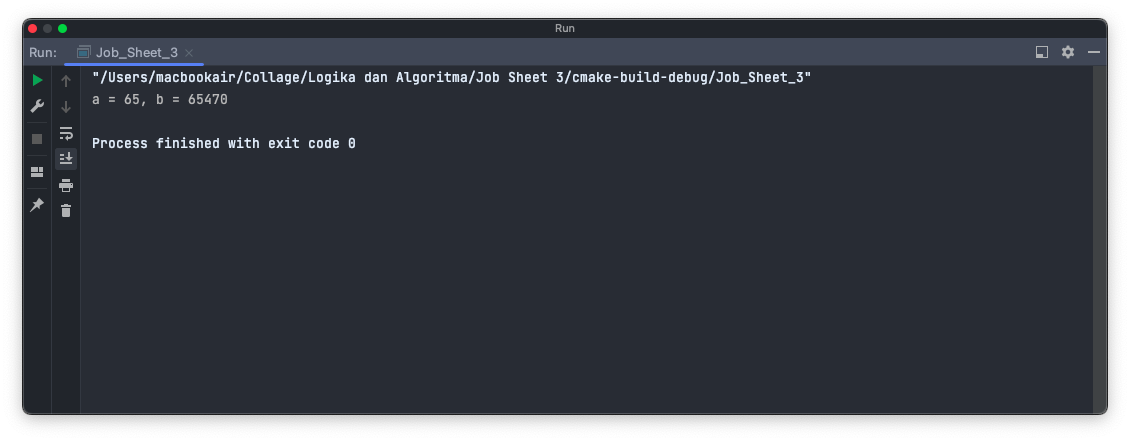 Run
Run: Job_Sheet_3
"/Users/macbookair/Collage/Logika dan Algoritma/Job Sheet 3/cmake-build-debug/Job_Sheet_3"
a = 65, b = 65470
Process finished with exit code 0